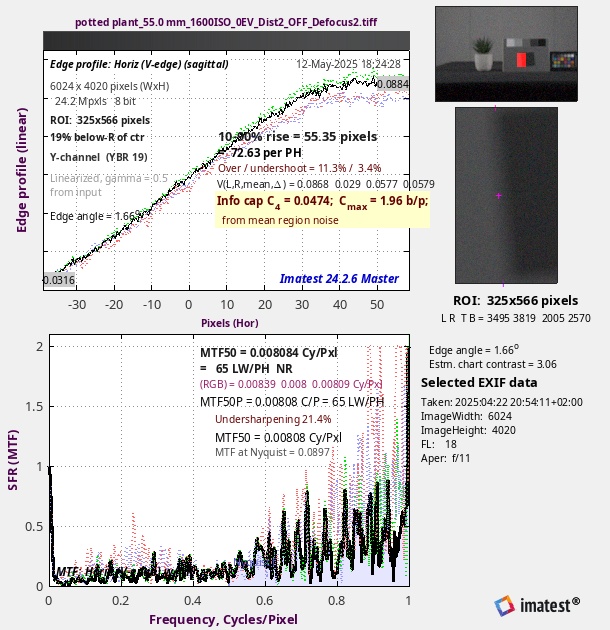 potted plant_55.0 mm_1600ISO_0EV_Dist2_OFF_Defocus2.tiff
Edge profile: Horiz (V-edge) (sagittal)
12-May-2025 18:24:28
6024 x 4020 pixels (WxH)
24.2 Mpxls 8 bit
0.0884
ROI: 325x566 pixels
19% below-R of ctr
10-90% rise = 55.35 pixels
= 72.63 per PH
Y-channel (YBR 19)
Over / undershoot = 11.3% / 3.4%
Linearized, gamma = 0.5
from input
V(L,R,mean,Δ) = 0.0868 0.029 0.0577 0.0579
Info cap C4 = 0.0474; Cmax = 1.96 b/p;
from mean region noise
Edge angle = 1.66°
0.0316
Imatest 24.2.6 Master
Edge profile (linear)
-30 -20 -10 0 10 20 30 40 50
Pixels (Hor)
ROI: 325x566 pixels
L R T B = 3495 3819 2005 2570
Edge angle = 1.66°
Estm. chart contrast = 3.06
Selected EXIF data
Taken: 2025:04:22 20:54:11+02:00
ImageWidth: 6024
ImageHeight: 4020
FL: 18
Aper: f/11
MTF50 = 0.008084 Cy/Pxl
= 65 LW/PH NR
(RGB) = 0.00839 0.008 0.00809 Cy/Pxl
MTF50P = 0.00808 C/P = 65 LW/PH
Undersharpening 21.4%
MTF50 = 0.00808 Cy/Pxl
MTF at Nyquist = 0.0897
SFR (MTF)
2
1.5
1
0.5
0
0 0.2 0.4 0.6 0.8 1
Frequency, Cycles/Pixel
imatest®